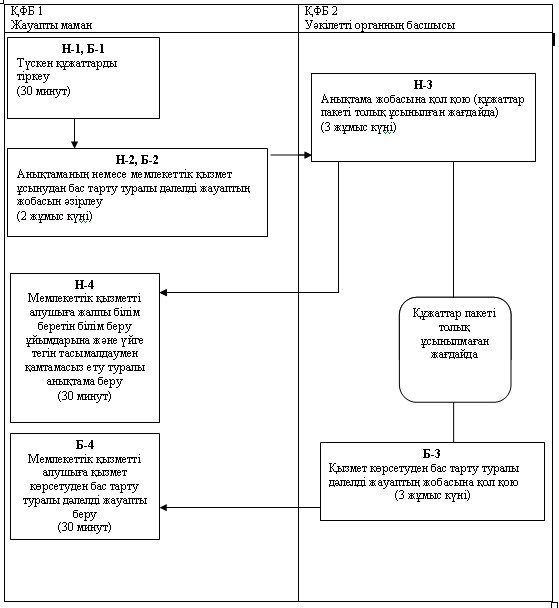 ҚФБ 1
Жауапты маман
ҚФБ 2
Уәкілетті органның басшысы
Н-1, Б-1
Түскен құжаттарды
тіркеу
(30 минут)
Н-3
Анықтама жобасына қол қою (құжаттар
пакеті толық ұсынылған жағдайда)
(3 жұмыс күні)
Н-2, Б-2
Анықтаманың немесе мемлекеттік қызмет
ұсынудан бас тарту туралы дәлелді жауаптың
жобасын әзірлеу
(2 жұмыс күні)
Н-4
Мемлекеттік қызметті
алушыға жалпы білім
беретін білім беру
ұйымдарына және үйге
тегін тасымалдаумен
қамтамасыз ету туралы
анықтама беру
(30 минут)
Құжаттар пакеті
толық
ұсынылмаған
жағдайда
Б-4
Мемлекеттік қызметті
алушыға қызмет
көрсетуден бас тарту
туралы дәлелді жауапты
беру
(30 минут)
Б-3
Қызмет көрсетуден бас тарту туралы
дәлелді жауаптың жобасына қол қою
(3 жұмыс күні)